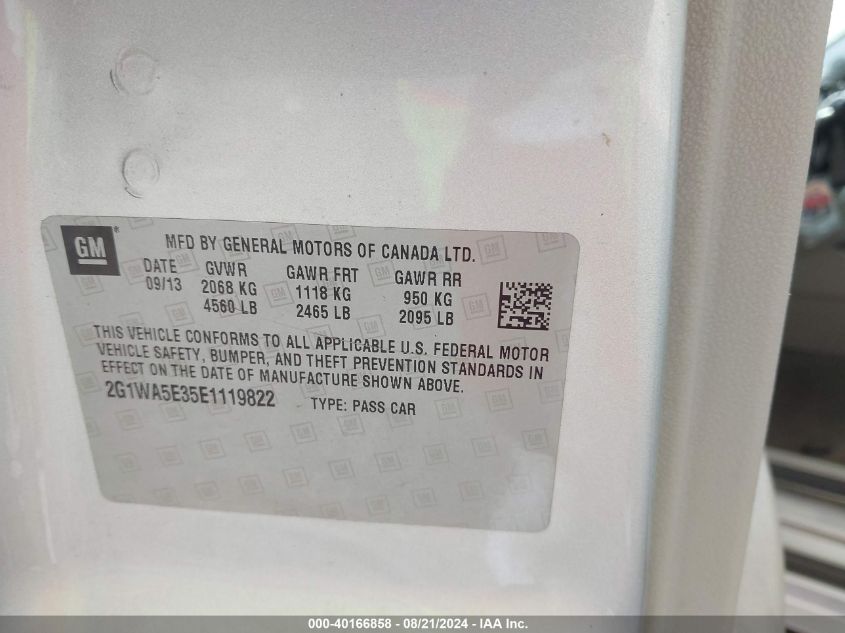 GM
MFD BY GENERAL MOTORS OF CANADA LTD.
DATE GVWR GAWR FRT GAWR RR
09/13 2068 KG 1118 KG 950 KG
4560 LB 2465 LB 2095 LB
THIS VEHICLE CONFORMS TO ALL APPLICABLE U.S. FEDERAL MOTOR
VEHICLE SAFETY, BUMPER, AND THEFT PREVENTION STANDARDS IN
EFFECT ON THE DATE OF MANUFACTURE SHOWN ABOVE.
2G1WA5E35E1119822 TYPE: PASS CAR
000-40166858 - 08/21/2024 - IAA Inc.